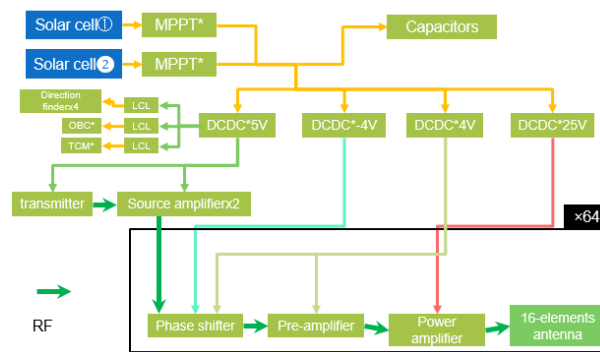 Solar cell①
MPPT*
Capacitors
Solar cell❷
MPPT*
Direction
finderx4
LCL
OBC*
LCL
TCM*
LCL
DCDC*5V
DCDC*-4V
DCDC*4V
DCDC*25V
transmitter
Source amplifierx2
×64
RF
Phase shifter
Pre-amplifier
Power
amplifier
16-elements
antenna